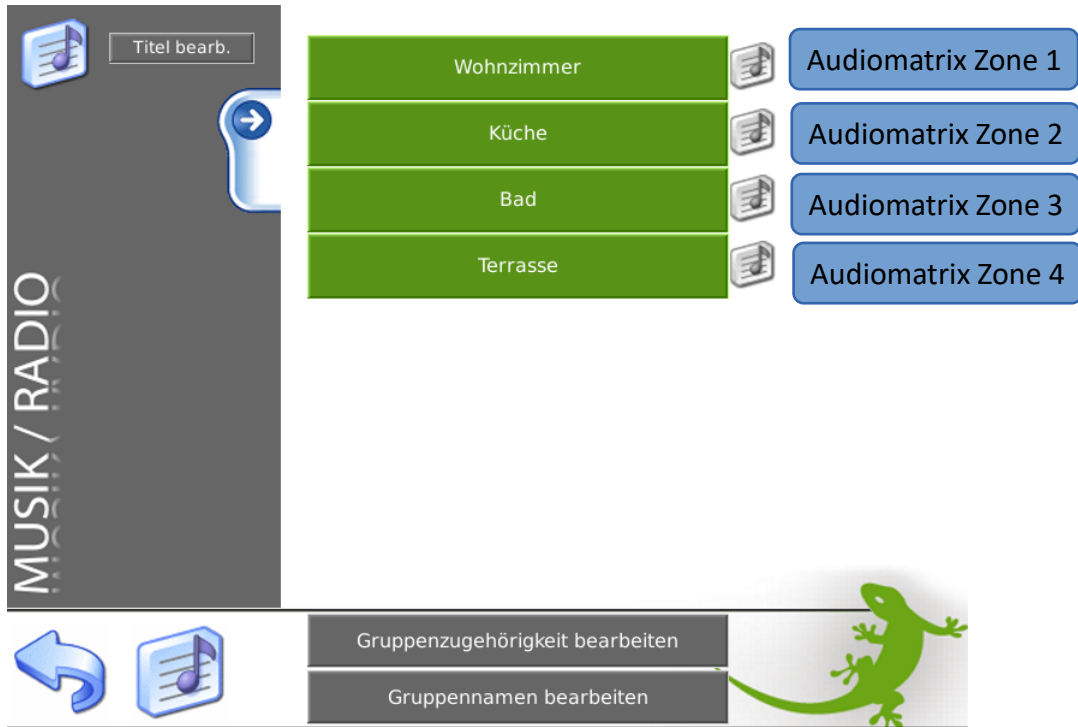 Titel bearb.
Wohnzimmer
Audiomatrix Zone 1
Küche
Audiomatrix Zone 2
Bad
Audiomatrix Zone 3
Terrasse
Audiomatrix Zone 4
MUSIK / RADIO
Gruppenzugehörigkeit bearbeiten
Gruppennamen bearbeiten